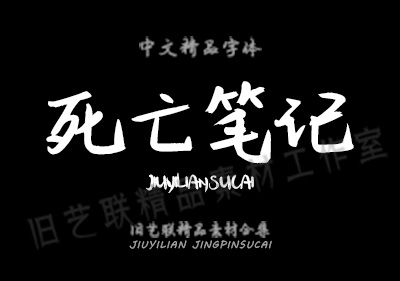 中文精品字体
死亡笔记
JIUYILIANSUCAI
旧艺联精品素材工作室
旧艺联精品素材合集
JIUYILIAN JINGPINSUCAI